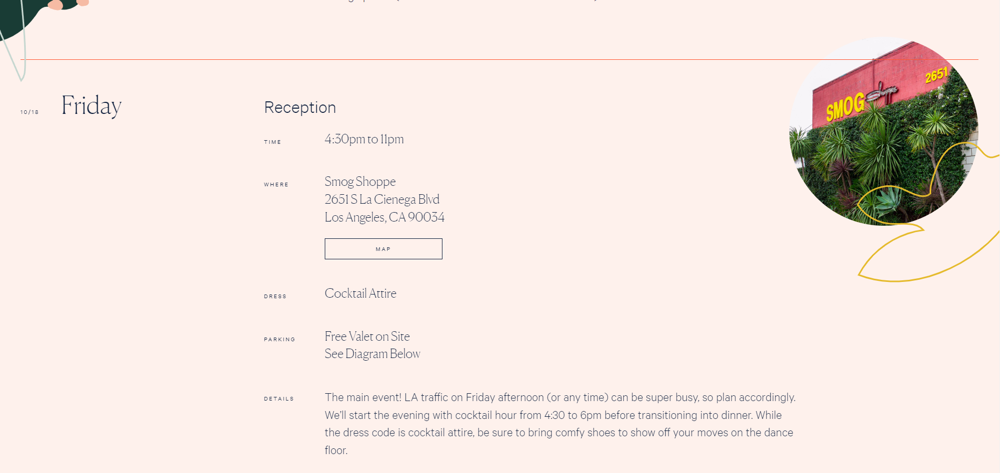 10/18
Friday
Reception
TIME
4:30pm to 11pm
WHERE
Smog Shoppe
2651 S La Cienega Blvd
Los Angeles, CA 90034
MAP
DRESS
Cocktail Attire
PARKING
Free Valet on Site
See Diagram Below
DETAILS
The main event! LA traffic on Friday afternoon (or any time) can be super busy, so plan accordingly.
We’ll start the evening with cocktail hour from 4:30 to 6pm before transitioning into dinner. While
the dress code is cocktail attire, be sure to bring comfy shoes to show off your moves on the dance
floor.
2651
SMOG Shoppe